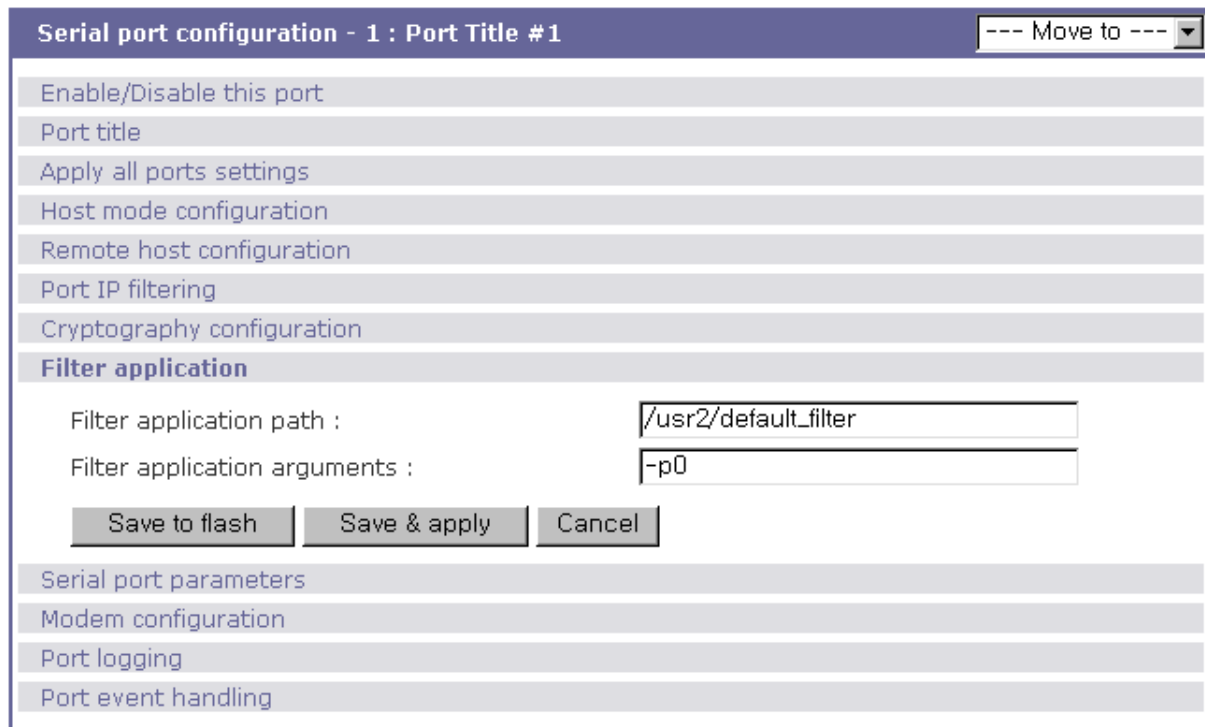 Serial port configuration - 1 : Port Title #1 --- Move to ---
Enable/Disable this port
Port title
Apply all ports settings
Host mode configuration
Remote host configuration
Port IP filtering
Cryptography configuration
Filter application
Filter application path : /usr2/default_filter
Filter application arguments : -p0
Save to flash Save & apply Cancel
Serial port parameters
Modem configuration
Port logging
Port event handling